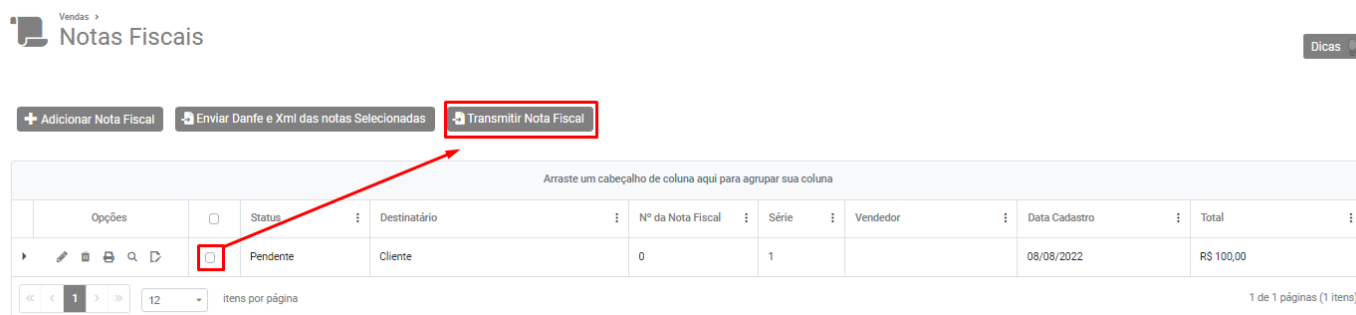 Vendas >
Notas Fiscais
Dicas
Adicionar Nota Fiscal
Enviar Danfe e Xml das notas Selecionadas
Transmitir Nota Fiscal
Arraste um cabeçalho de coluna aqui para agrupar sua coluna
Opções Status Destinatário Nº da Nota Fiscal Série Vendedor Data Cadastro Total
Pendente Cliente 0 1 08/08/2022 R$ 100,00
« < 1 > » 12 itens por página 1 de 1 páginas (1 itens)